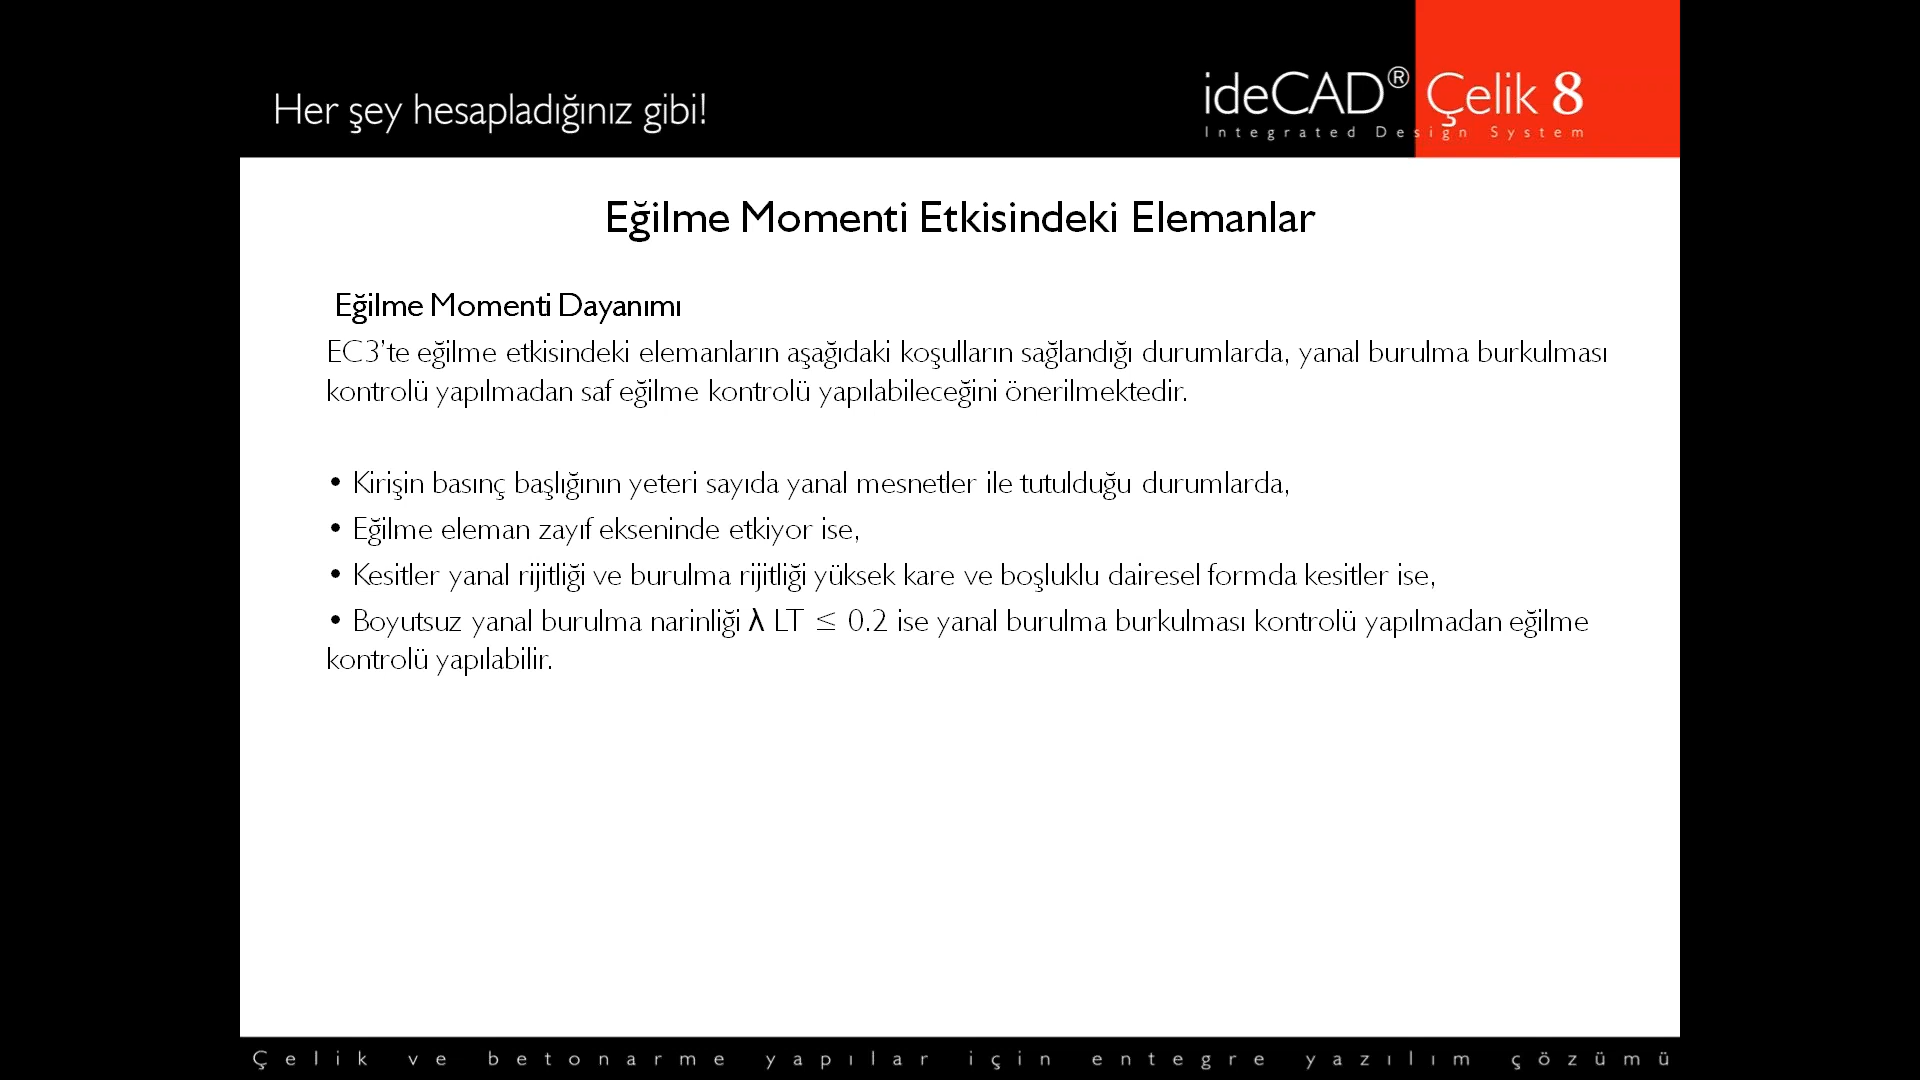 Her şey hesapladığınız gibi!
ideCAD® Çelik 8
Integrated Design System
Eğilme Momenti Etkisindeki Elemanlar
Eğilme Momenti Dayanımı
EC3’te eğilme etkisindeki elemanların aşağıdaki koşulların sağlandığı durumlarda, yanal burulma burkulması
kontrolü yapılmadan saf eğilme kontrolü yapılabileceğini önerilmektedir.
• Kirişin basınç başlığının yeteri sayıda yanal mesnetler ile tutulduğu durumlarda,
• Eğilme eleman zayıf ekseninde etkiyor ise,
• Kesitler yanal rijitliği ve burulma rijitliği yüksek kare ve boşluklu dairesel formda kesitler ise,
• Boyutsuz yanal burulma narinliği λ LT ≤ 0.2 ise yanal burulma burkulması kontrolü yapılmadan eğilme
kontrolü yapılabilir.
Çelik ve betonarme yapılar için entegre yazılım çözümü